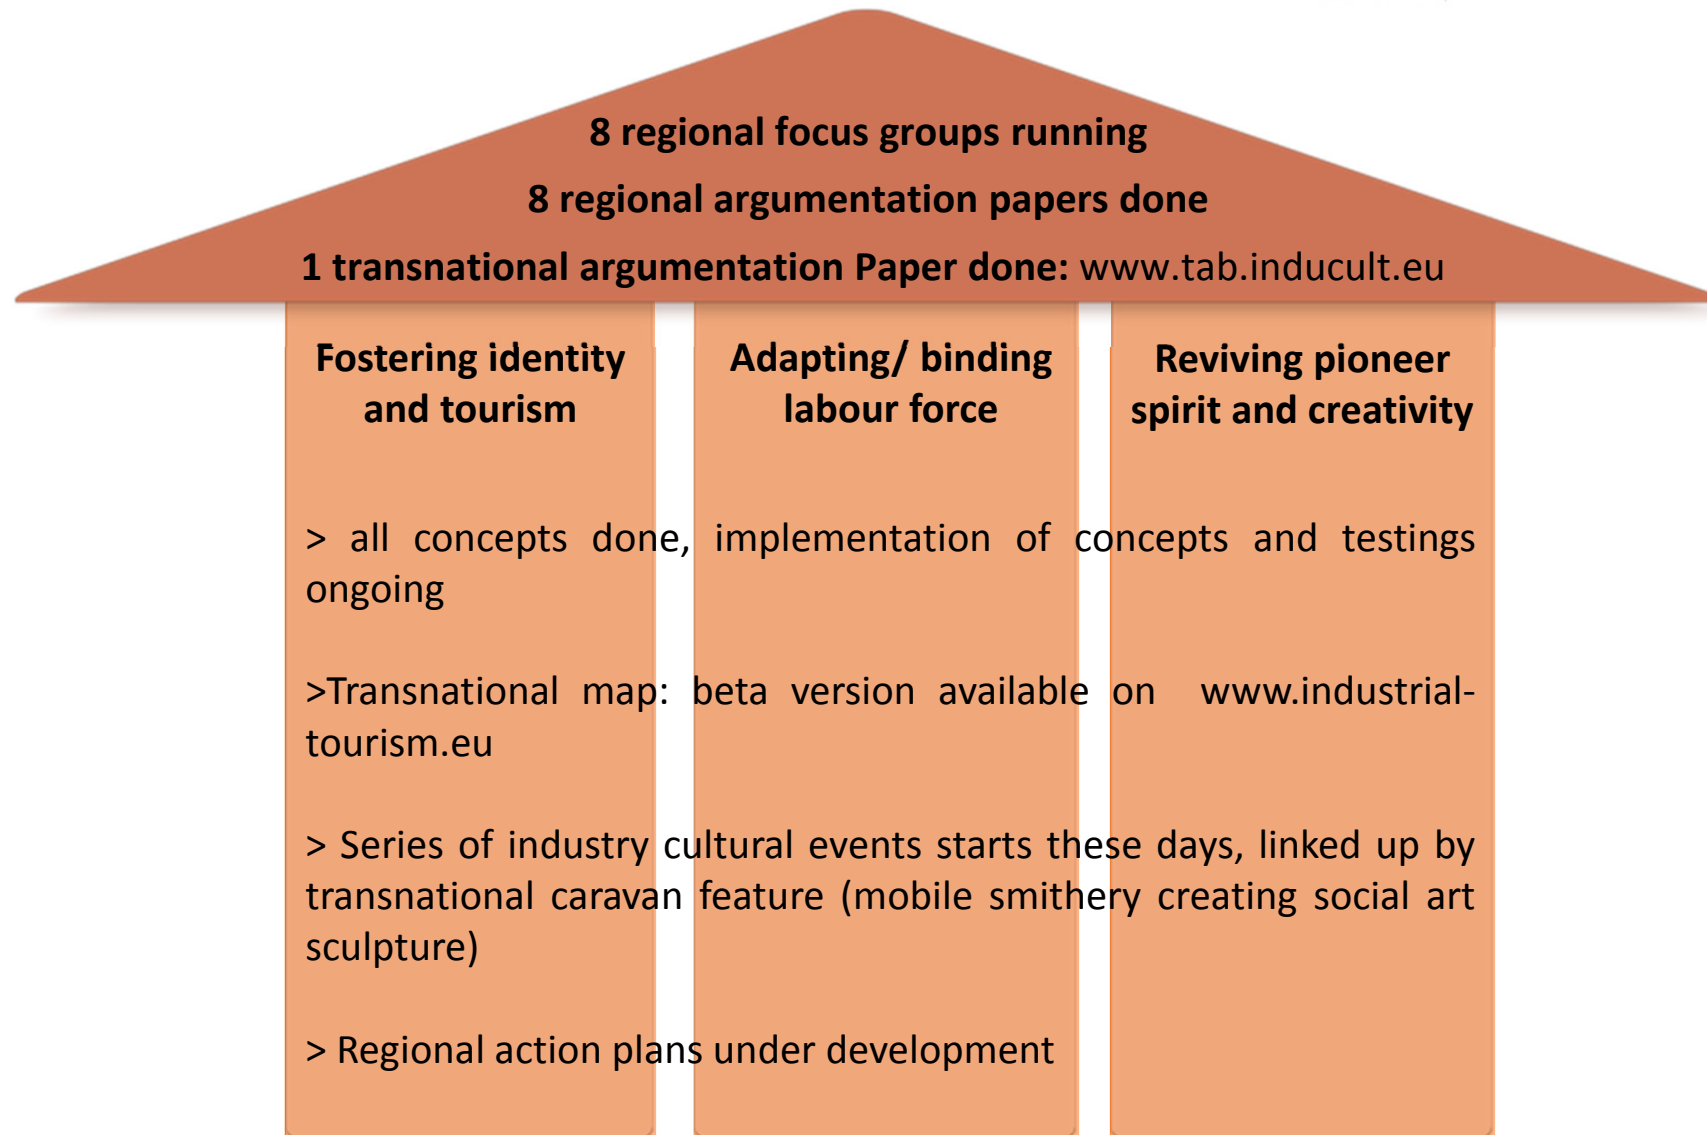 8 regional focus groups running
8 regional argumentation papers done
1 transnational argumentation Paper done: www.tab.inducult.eu
Fostering identity
and tourism
Adapting/ binding
labour force
Reviving pioneer
spirit and creativity
> all concepts done, implementation of concepts and testings
ongoing
>Transnational map: beta version available on www.industrial-
tourism.eu
> Series of industry cultural events starts these days, linked up by
transnational caravan feature (mobile smithery creating social art
sculpture)
> Regional action plans under development